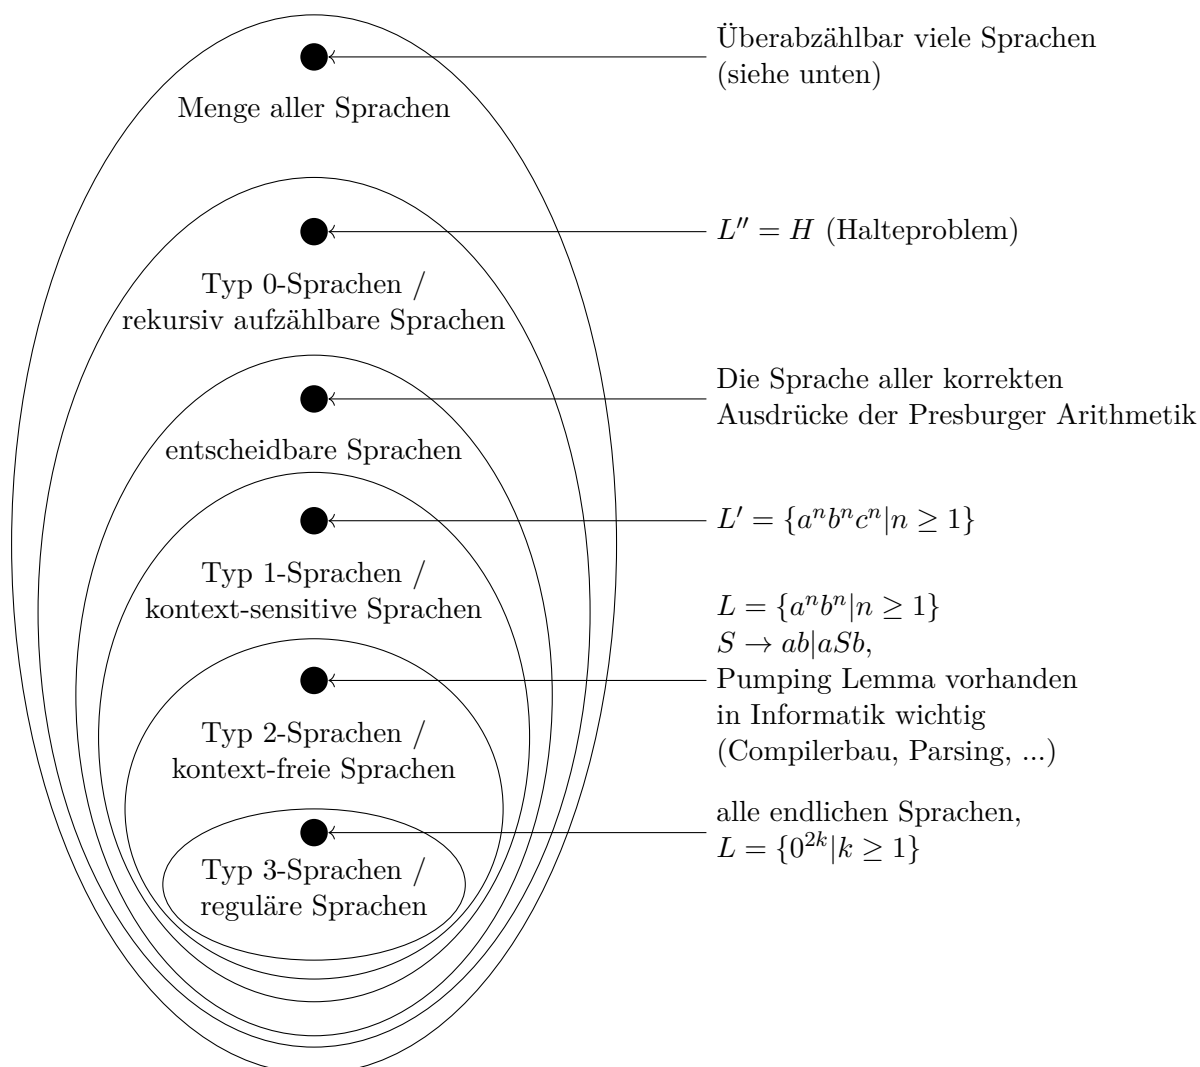 Überabzählbar viele Sprachen
(siehe unten)
Menge aller Sprachen
L′′ = H (Halteproblem)
Typ 0-Sprachen /
rekursiv aufzählbare Sprachen
Die Sprache aller korrekten
Ausdrücke der Presburger Arithmetik
entscheidbare Sprachen
L′ = {aⁿbⁿcⁿ|n ≥ 1}
Typ 1-Sprachen /
kontext-sensitive Sprachen
L = {aⁿbⁿ|n ≥ 1}
S → ab|aSb,
Pumping Lemma vorhanden
in Informatik wichtig
(Compilerbau, Parsing, ...)
Typ 2-Sprachen /
kontext-freie Sprachen
alle endlichen Sprachen,
L = {0²ᵏ|k ≥ 1}
Typ 3-Sprachen /
reguläre Sprachen